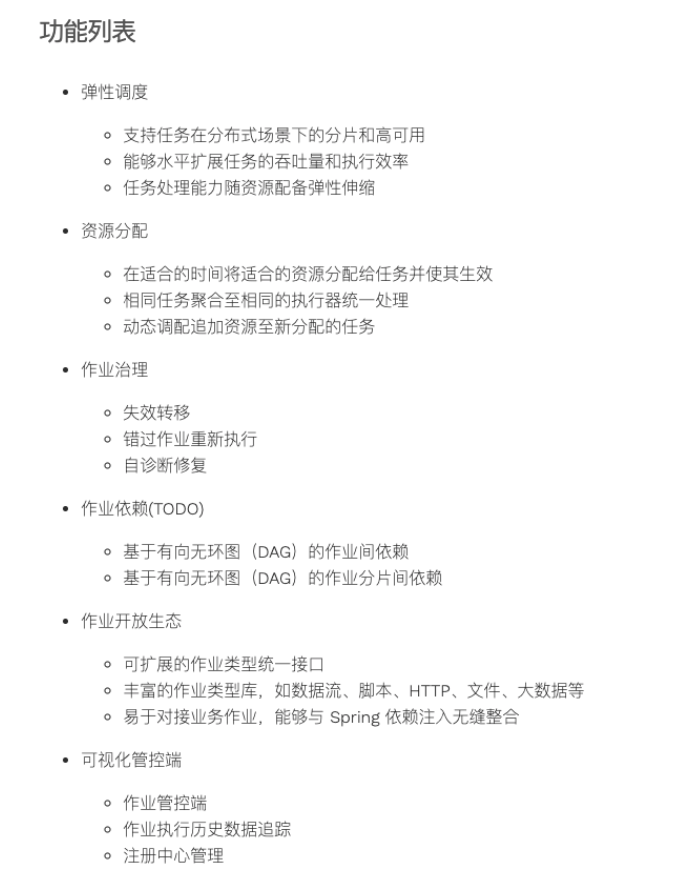 功能列表
弹性调度
支持任务在分布式场景下的分片和高可用
能够水平扩展任务的吞吐量和执行效率
任务处理能力随资源配备弹性伸缩
资源分配
在适合的时间将适合的资源分配给任务并使其生效
相同任务聚合至相同的执行器统一处理
动态调配追加资源至新分配的任务
作业治理
失效转移
错过作业重新执行
自诊断修复
作业依赖(TODO)
基于有向无环图（DAG）的作业间依赖
基于有向无环图（DAG）的作业分片间依赖
作业开放生态
可扩展的作业类型统一接口
丰富的作业类型库，如数据流、脚本、HTTP、文件、大数据等
易于对接业务作业，能够与 Spring 依赖注入无缝整合
可视化管控端
作业管控端
作业执行历史数据追踪
注册中心管理